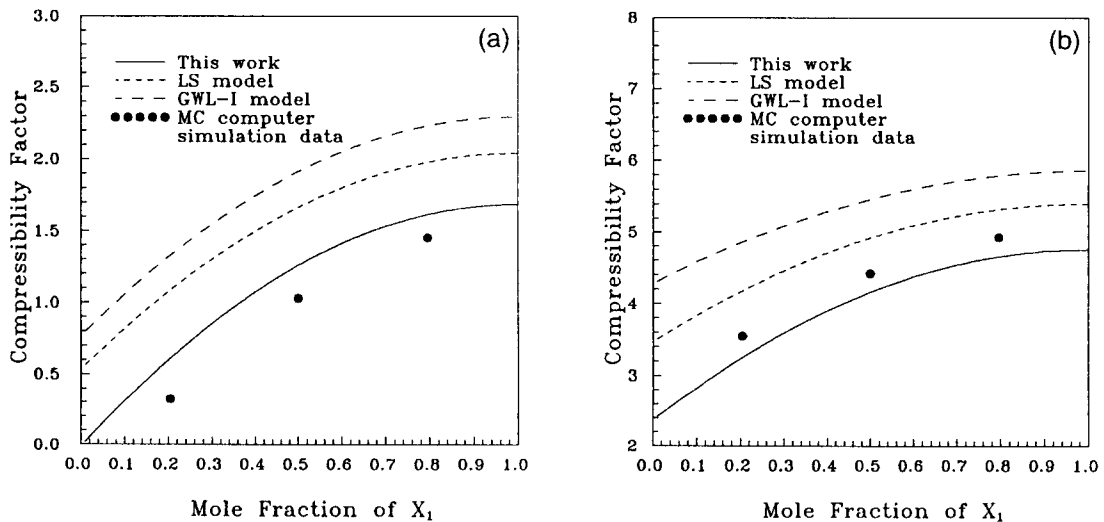 (a)
3.0
2.5
2.0
1.5
1.0
0.5
0.0
Compressibility Factor
This work
LS model
GWL-I model
MC computer
simulation data
0.0 0.1 0.2 0.3 0.4 0.5 0.6 0.7 0.8 0.9 1.0
Mole Fraction of X₁
(b)
8
7
6
5
4
3
2
Compressibility Factor
This work
LS model
GWL-I model
MC computer
simulation data
0.0 0.1 0.2 0.3 0.4 0.5 0.6 0.7 0.8 0.9 1.0
Mole Fraction of X₁